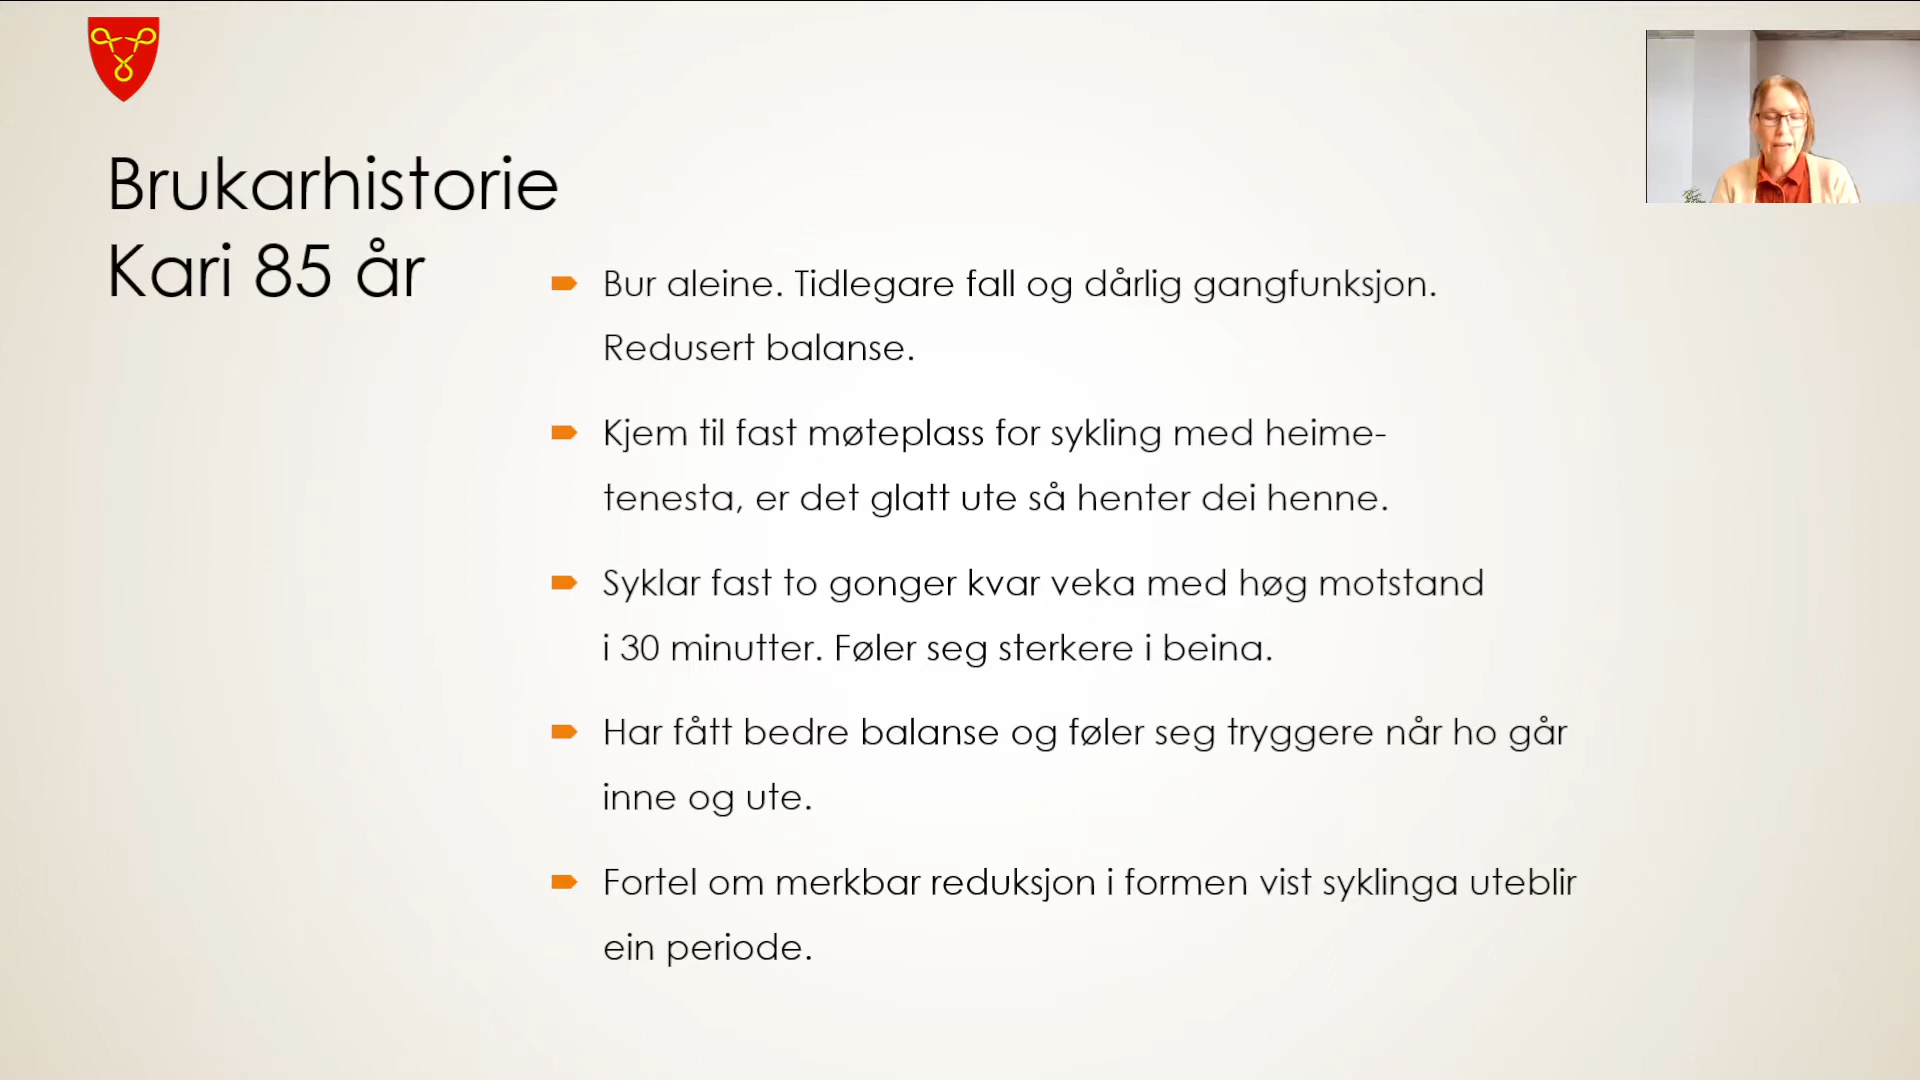 Brukarhistorie
Kari 85 år
Bur aleine. Tidlegare fall og dårlig gangfunksjon.
Redusert balanse.
Kjem til fast møteplass for sykling med heime-
tenesta, er det glatt ute så henter dei henne.
Syklar fast to gonger kvar veka med høg motstand
i 30 minutter. Føler seg sterkere i beina.
Har fått bedre balanse og føler seg tryggere når ho går
inne og ute.
Fortel om merkbar reduksjon i formen vist syklinga uteblir
ein periode.